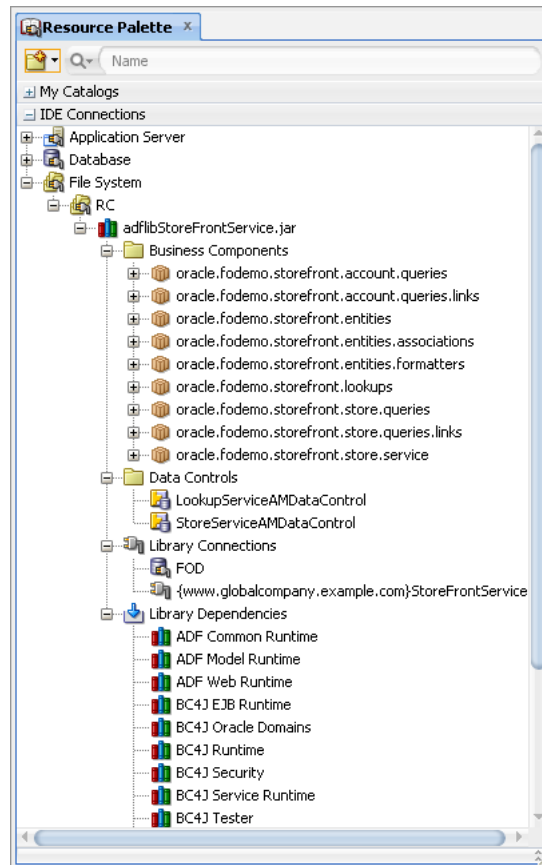 Resource Palette
Name
My Catalogs
IDE Connections
Application Server
Database
File System
RC
adflibStoreFrontService.jar
Business Components
oracle.fodemo.storefront.account.queries
oracle.fodemo.storefront.account.queries.links
oracle.fodemo.storefront.entities
oracle.fodemo.storefront.entities.associations
oracle.fodemo.storefront.entities.formatters
oracle.fodemo.storefront.lookups
oracle.fodemo.storefront.store.queries
oracle.fodemo.storefront.store.queries.links
oracle.fodemo.storefront.store.service
Data Controls
LookupServiceAMDataControl
StoreServiceAMDataControl
Library Connections
FOD
{www.globalcompany.example.com}StoreFrontService
Library Dependencies
ADF Common Runtime
ADF Model Runtime
ADF Web Runtime
BC4J EJB Runtime
BC4J Oracle Domains
BC4J Runtime
BC4J Security
BC4J Service Runtime
BC4J Tester